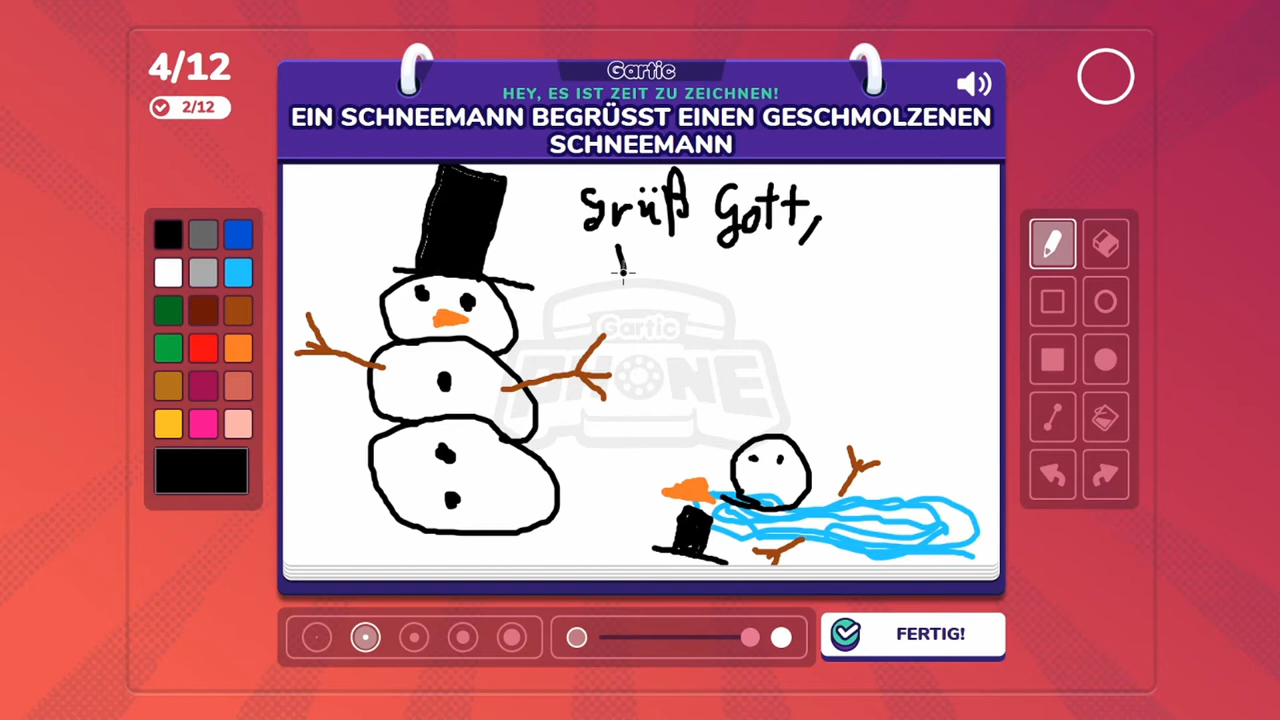 4/12
2/12
Gartic
HEY, ES IST ZEIT ZU ZEICHNEN!
EIN SCHNEEMANN BEGRÜSST EINEN GESCHMOLZENEN
SCHNEEMANN
Grüß Gott,
Gartic
PHONE
FERTIG!